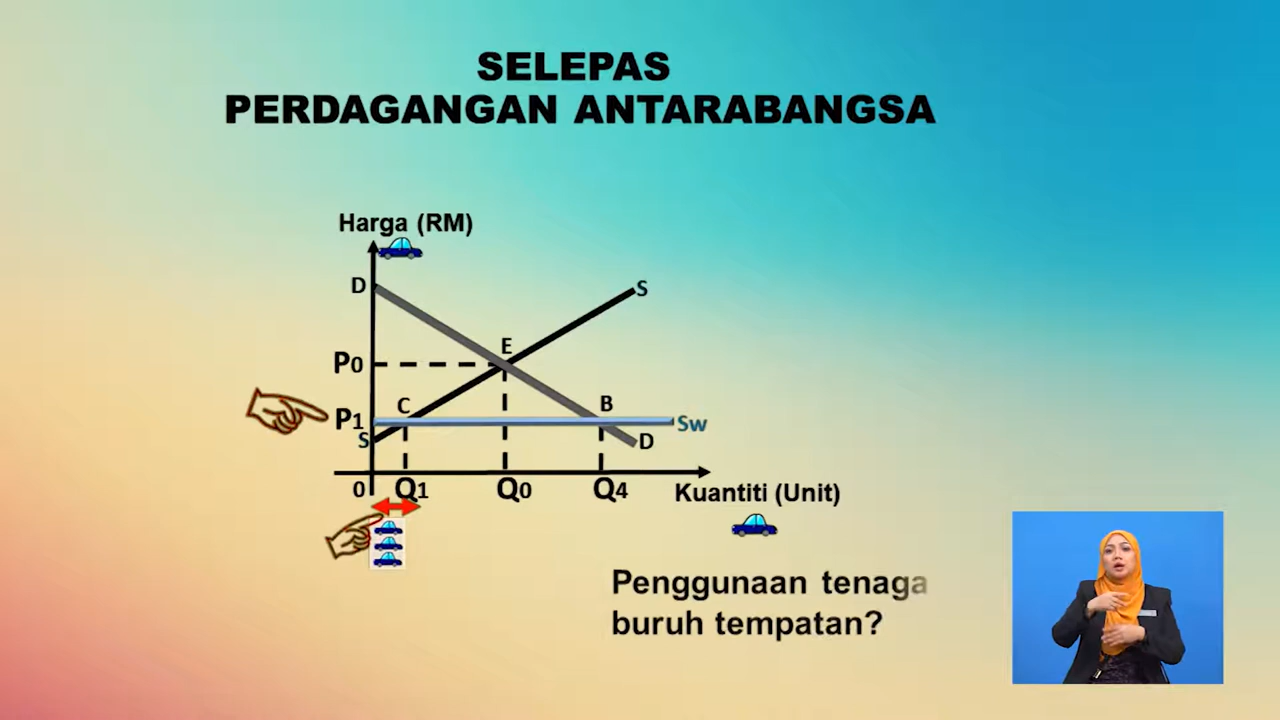 SELEPAS
PERDAGANGAN ANTARABANGSA
Harga (RM)
D
S
E
P0
C
B
P1
Sw
S
D
0
Q1
Q0
Q4
Kuantiti (Unit)
Penggunaan tenaga
buruh tempatan?